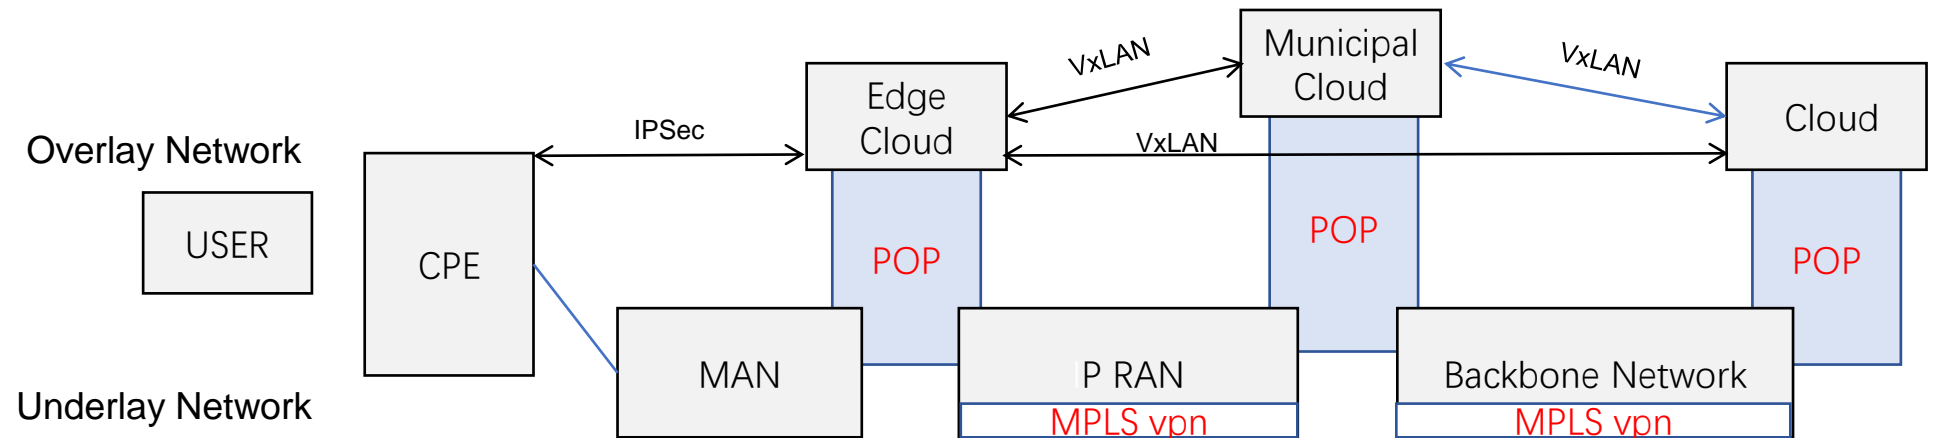 Municipal
Cloud
VxLAN
VxLAN
Edge
Cloud
Cloud
IPSec
VxLAN
Overlay Network
USER
CPE
POP
POP
POP
MAN
IP RAN
Backbone Network
Underlay Network
MPLS vpn
MPLS vpn